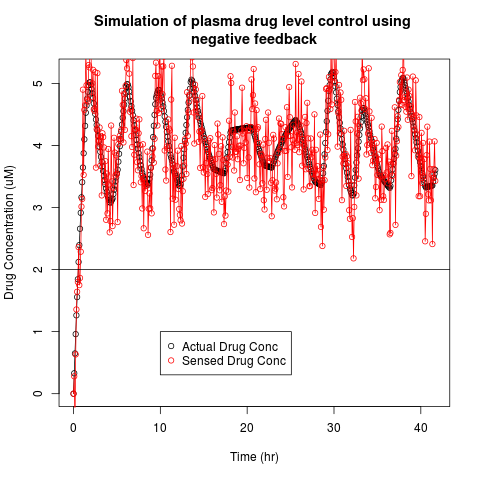 Simulation of plasma drug level control using
negative feedback
Drug Concentration (uM)
5
4
3
2
1
0
Actual Drug Conc
Sensed Drug Conc
0 10 20 30 40
Time (hr)